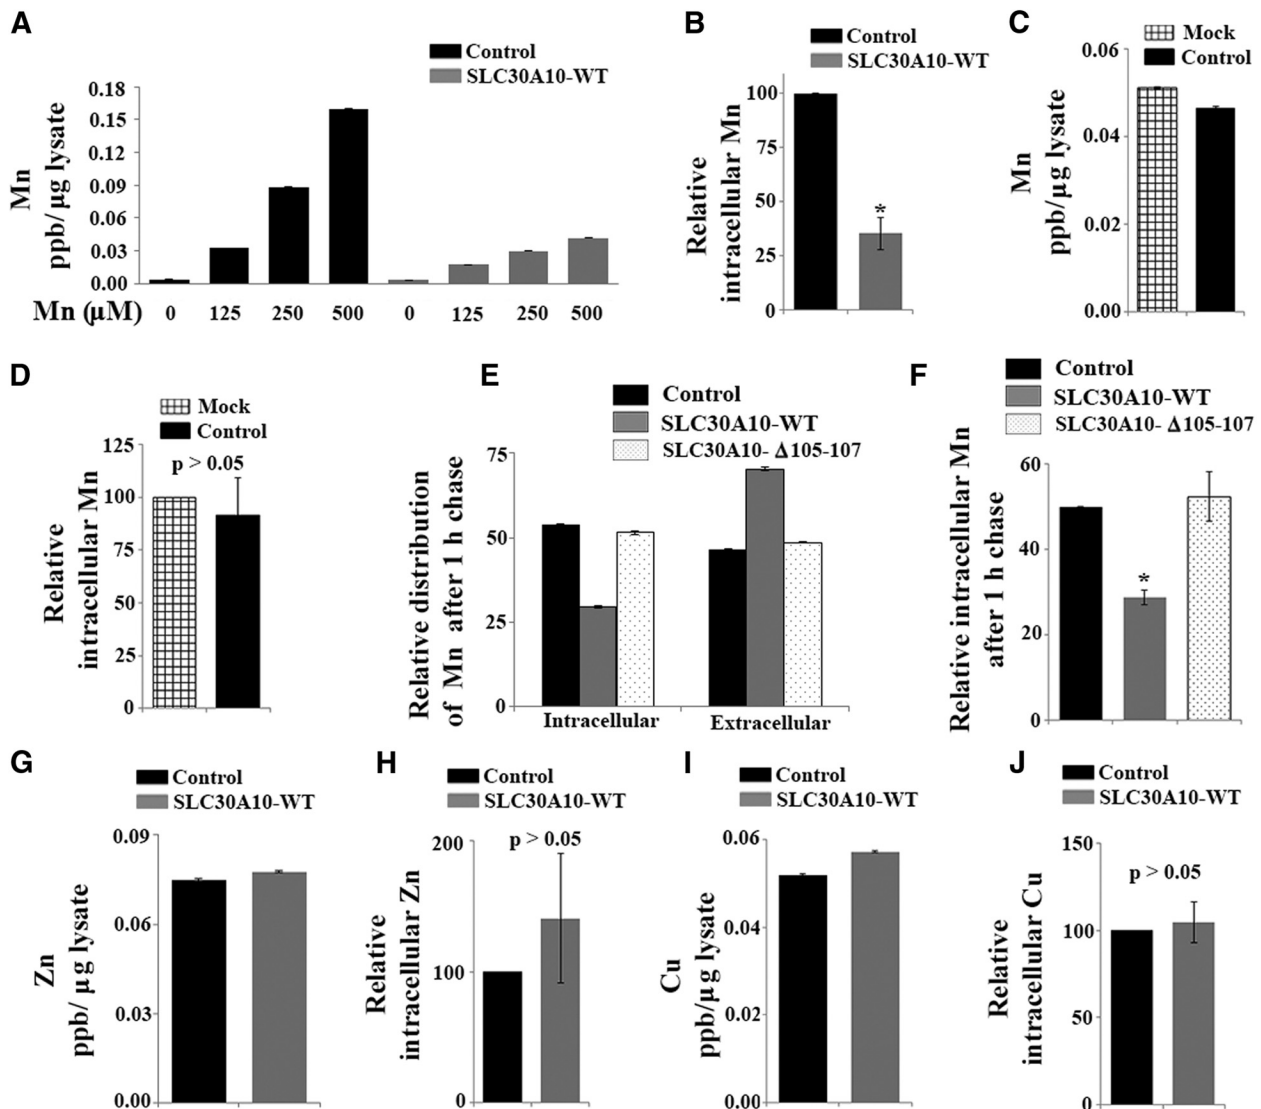 A
Control
SLC30A10-WT
Mn
ppb/ µg lysate
0.18
0.15
0.12
0.09
0.06
0.03
0.00
Mn (µM) 0 125 250 500 0 125 250 500
B
Control
SLC30A10-WT
Relative
intracellular Mn
100
75
50
25
0
*
C
Mock
Control
Mn
ppb/µg lysate
0.06
0.04
0.02
0.00
D
Mock
Control
Relative
intracellular Mn
125
100
75
50
25
0
p > 0.05
E
Control
SLC30A10-WT
SLC30A10- Δ105-107
Relative distribution
of Mn after 1 h chase
75
50
25
0
Intracellular Extracellular
F
Control
SLC30A10-WT
SLC30A10- Δ105-107
Relative intracellular Mn
after 1 h chase
60
40
20
0
*
G
Control
SLC30A10-WT
Zn
ppb/ µ g lysate
0.09
0.06
0.03
0.00
H
Control
SLC30A10-WT
Relative
intracellular Zn
200
100
0
p > 0.05
I
Control
SLC30A10-WT
Cu
ppb/µ g lysate
0.06
0.04
0.02
0.00
J
Control
SLC30A10-WT
Relative
intracellular Cu
150
100
50
0
p > 0.05